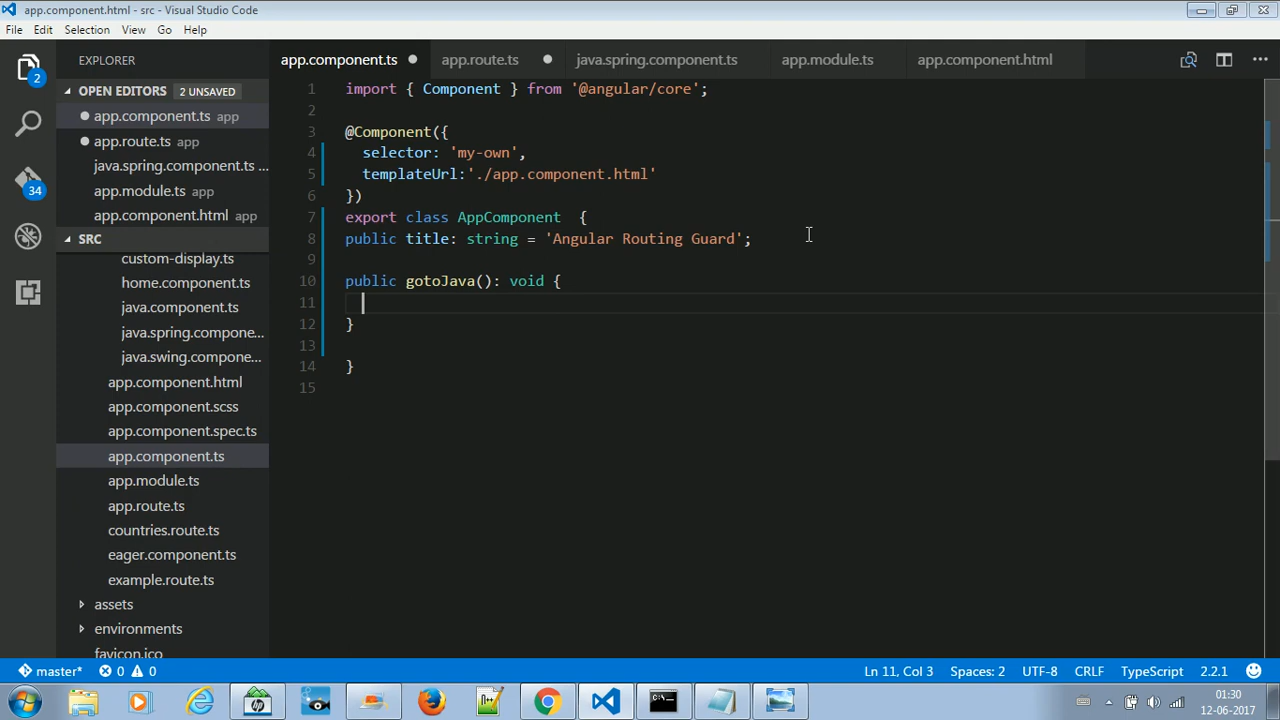 app.component.html - src - Visual Studio Code
File Edit Selection View Go Help
EXPLORER
app.component.ts app.route.ts java.spring.component.ts app.module.ts app.component.html
2
OPEN EDITORS 2 UNSAVED
app.component.ts app
app.route.ts app
java.spring.component.ts ...
app.module.ts app
app.component.html app
34
SRC
custom-display.ts
home.component.ts
java.component.ts
java.spring.compone...
java.swing.compone...
app.component.html
app.component.scss
app.component.spec.ts
app.component.ts
app.module.ts
app.route.ts
countries.route.ts
eager.component.ts
example.route.ts
assets
environments
favicon.ico
1 import { Component } from '@angular/core';
2
3 @Component({
4 selector: 'my-own',
5 templateUrl:'./app.component.html'
6 })
7 export class AppComponent {
8 public title: string = 'Angular Routing Guard';
9
10 public gotoJava(): void {
11
12 }
13
14 }
15
master* 0 0 Ln 11, Col 3 Spaces: 2 UTF-8 CRLF TypeScript 2.2.1
hp
N++
C:\
01:30
12-06-2017